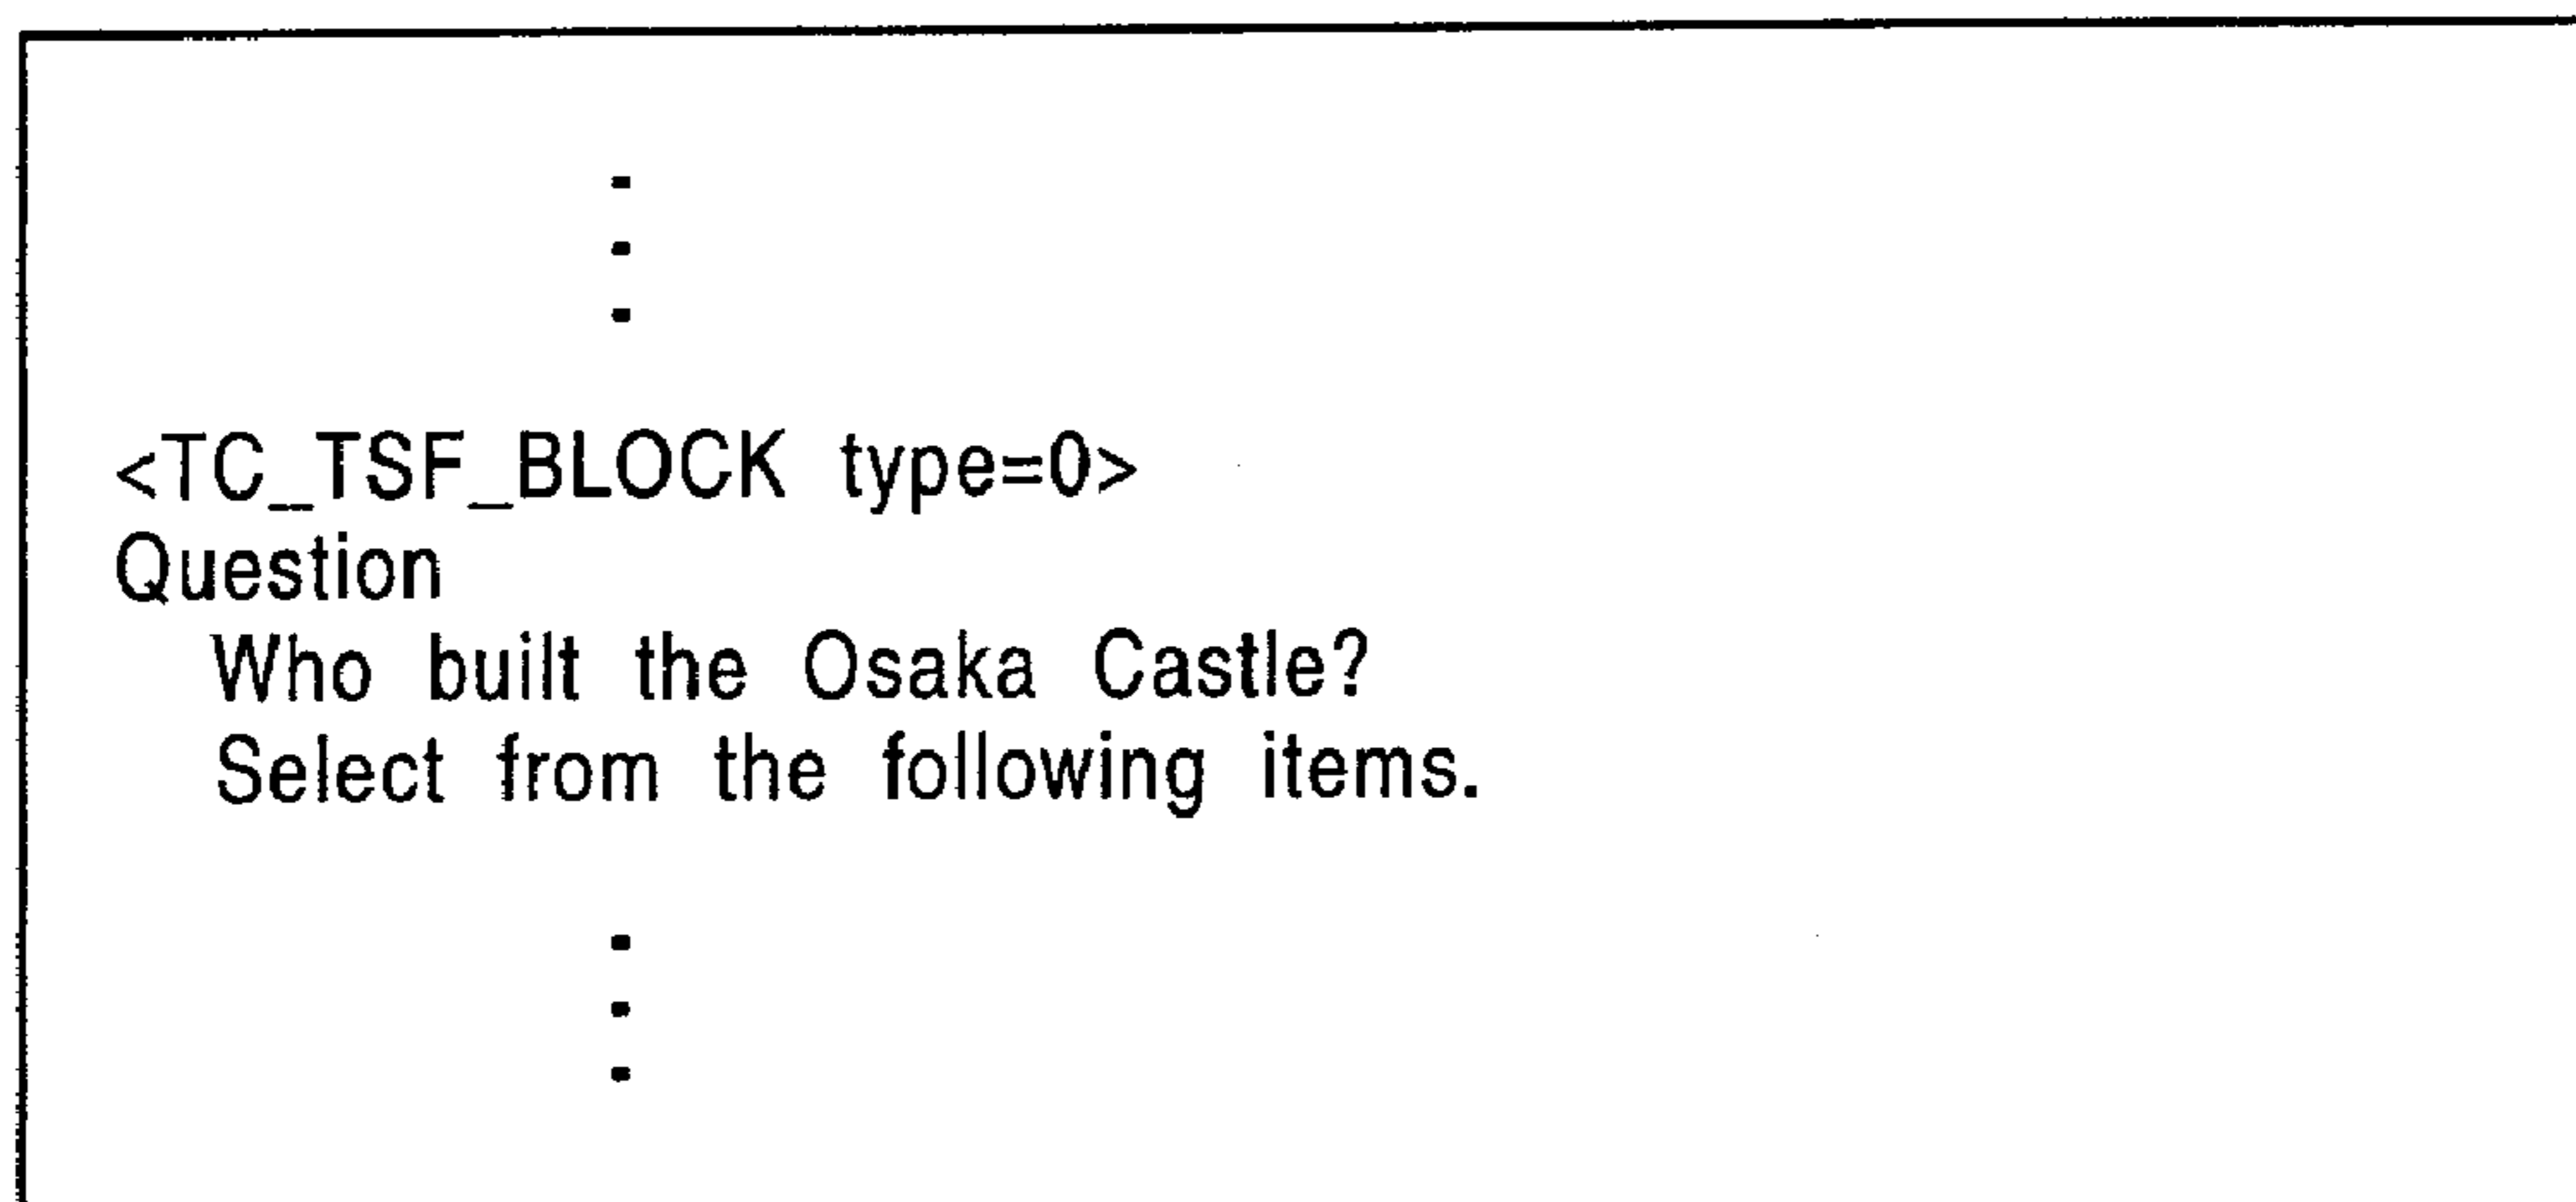 <TC_TSF_BLOCK type=0>
Question
Who built the Osaka Castle?
Select from the following items.